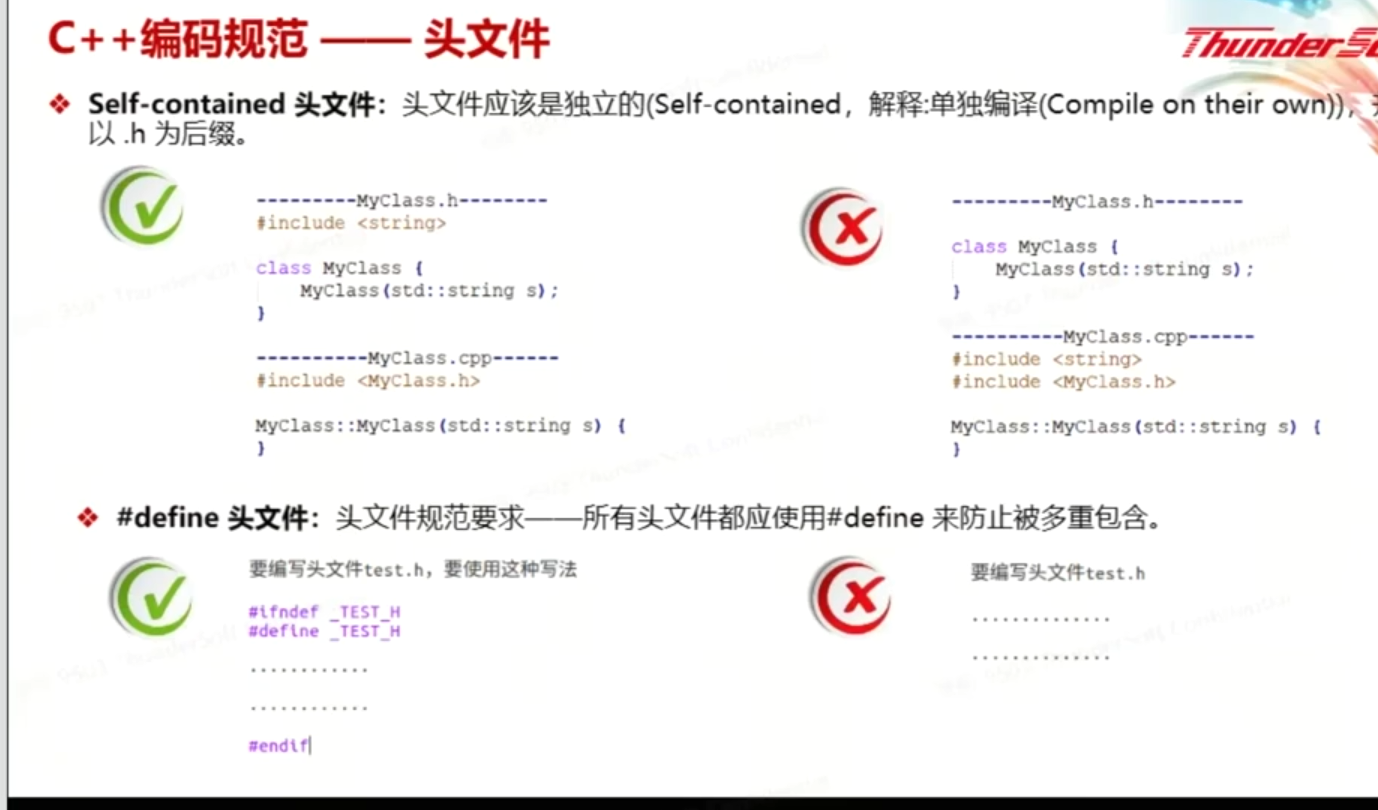 C++编码规范 —— 头文件
❖ Self-contained 头文件：头文件应该是独立的(Self-contained，解释:单独编译(Compile on their own))，
以 .h 为后缀。
---------MyClass.h--------
#include <string>
class MyClass {
MyClass(std::string s);
}
----------MyClass.cpp------
#include <MyClass.h>
MyClass::MyClass(std::string s) {
}
---------MyClass.h--------
class MyClass {
MyClass(std::string s);
}
----------MyClass.cpp------
#include <string>
#include <MyClass.h>
MyClass::MyClass(std::string s) {
}
❖ #define 头文件：头文件规范要求——所有头文件都应使用#define 来防止被多重包含。
要编写头文件test.h，要使用这种写法
#ifndef _TEST_H
#define _TEST_H
............
............
#endif
要编写头文件test.h
..............
..............